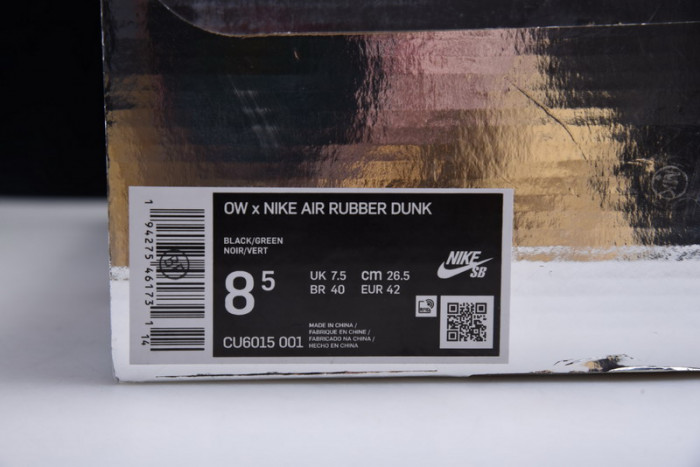 OW x NIKE AIR RUBBER DUNK
BLACK/GREEN
NOIR/VERT
8 5
UK 7.5 cm 26.5
BR 40 EUR 42
NIKE
SB
CU6015 001
MADE IN CHINA /
FABRIQUE EN CHINE /
FABRICADO NA CHINA /
HECHO EN CHINA
1 94275 46173 1 14